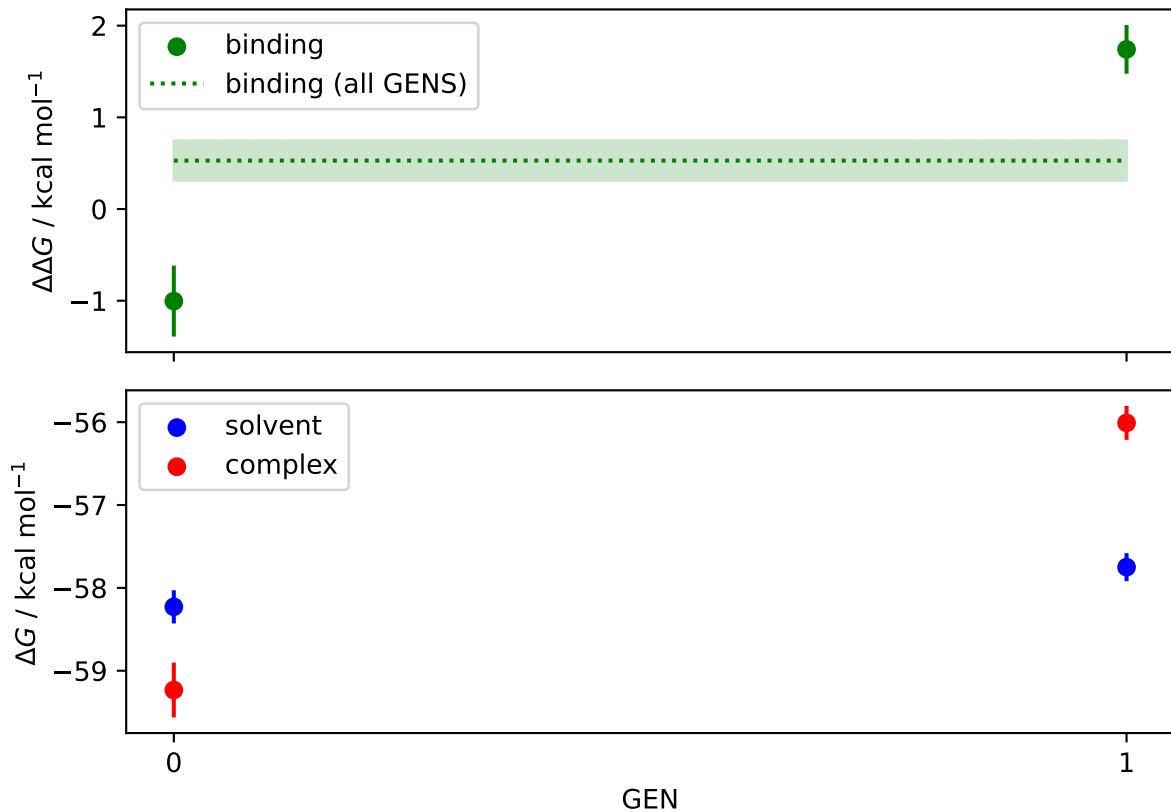 2
1
0
−1
ΔΔG / kcal mol⁻¹
binding
binding (all GENS)
−56
−57
−58
−59
ΔG / kcal mol⁻¹
solvent
complex
0
1
GEN